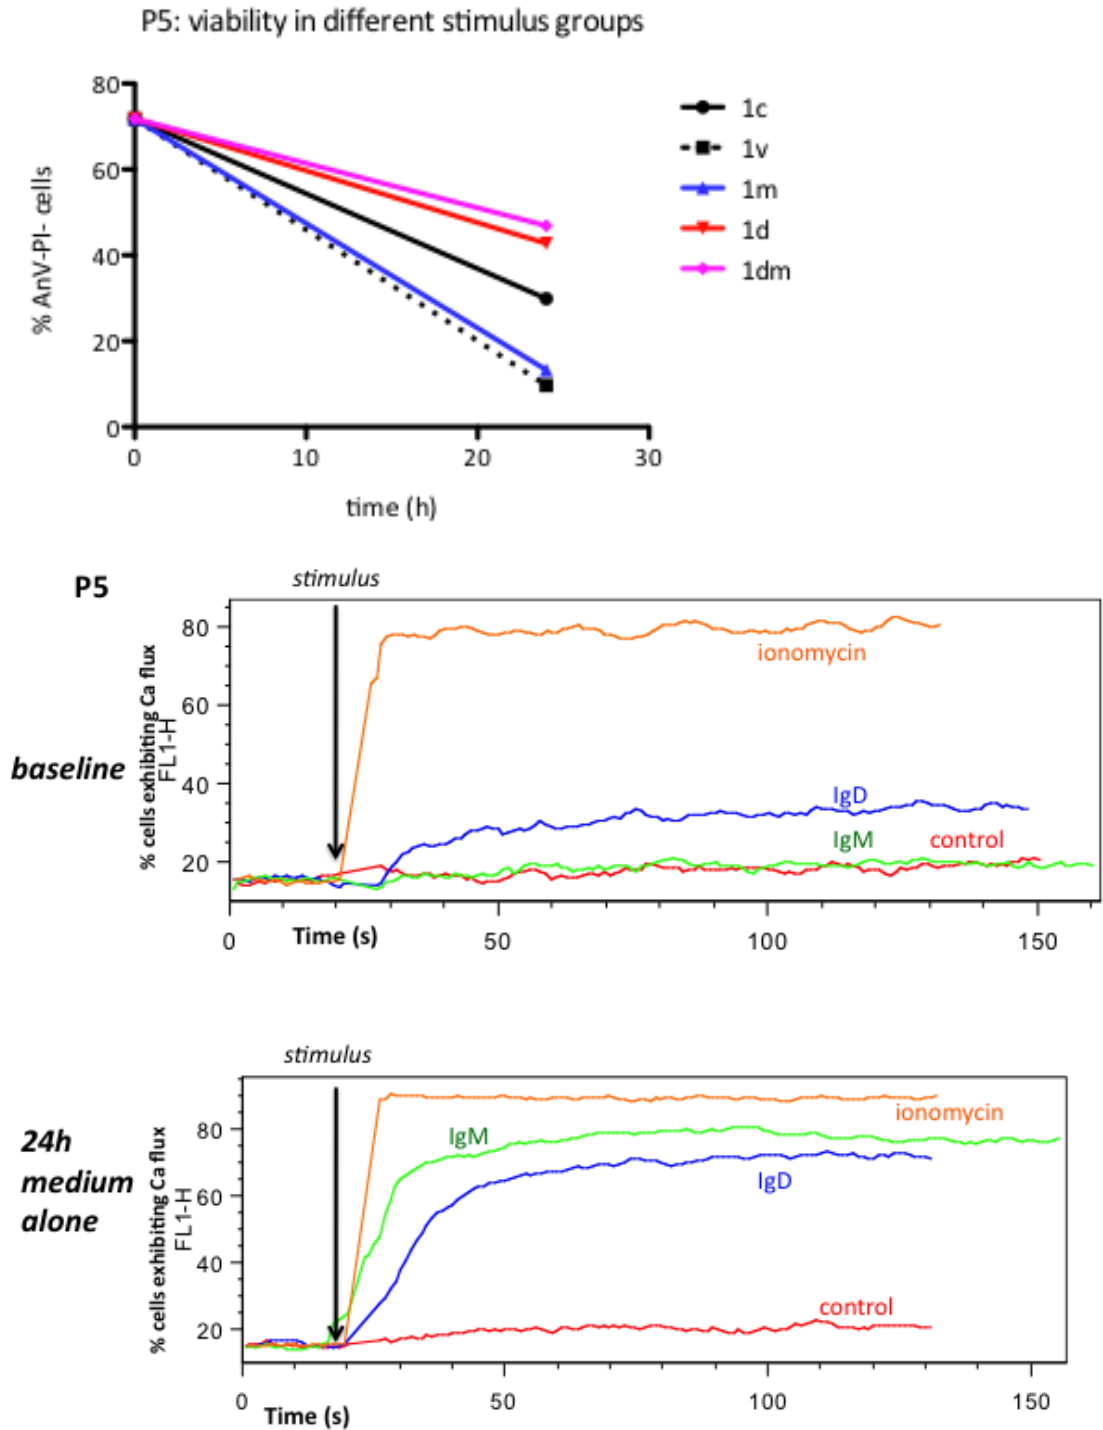 P5: viability in different stimulus groups
80
60
40
20
0
% AnV-PI- cells
0 10 20 30
time (h)
1c
1v
1m
1d
1dm
P5
stimulus
baseline
% cells exhibiting Ca flux
FL1-H
80
60
40
20
ionomycin
IgD
IgM
control
0 50 100 150
Time (s)
stimulus
24h
medium
alone
% cells exhibiting Ca flux
FL1-H
80
60
40
20
ionomycin
IgM
IgD
control
0 50 100 150
Time (s)